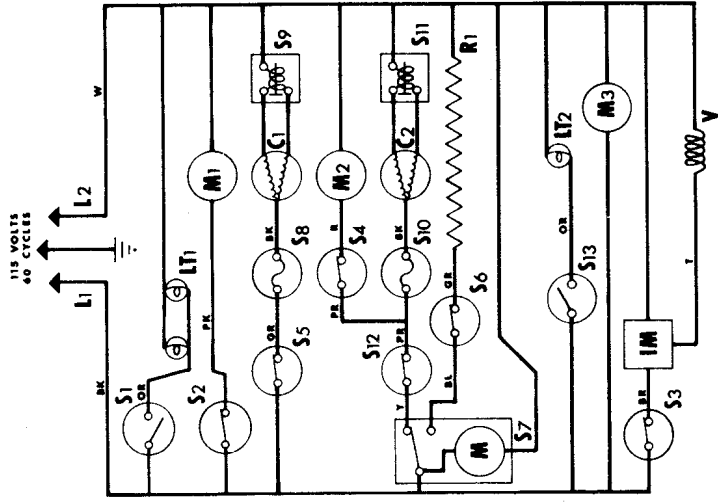 115 VOLTS
60 CYCLES
L1
L2
BK
W
S1
OR
LT1
S2
PK
M1
S5
OR
S8
BK
C1
S9
S4
PR
R
M2
S12
Y
PR
S10
BK
C2
S11
S7
M
BL
S6
OR
R1
S13
OR
LT2
M3
S3
BR
IM
Y
V